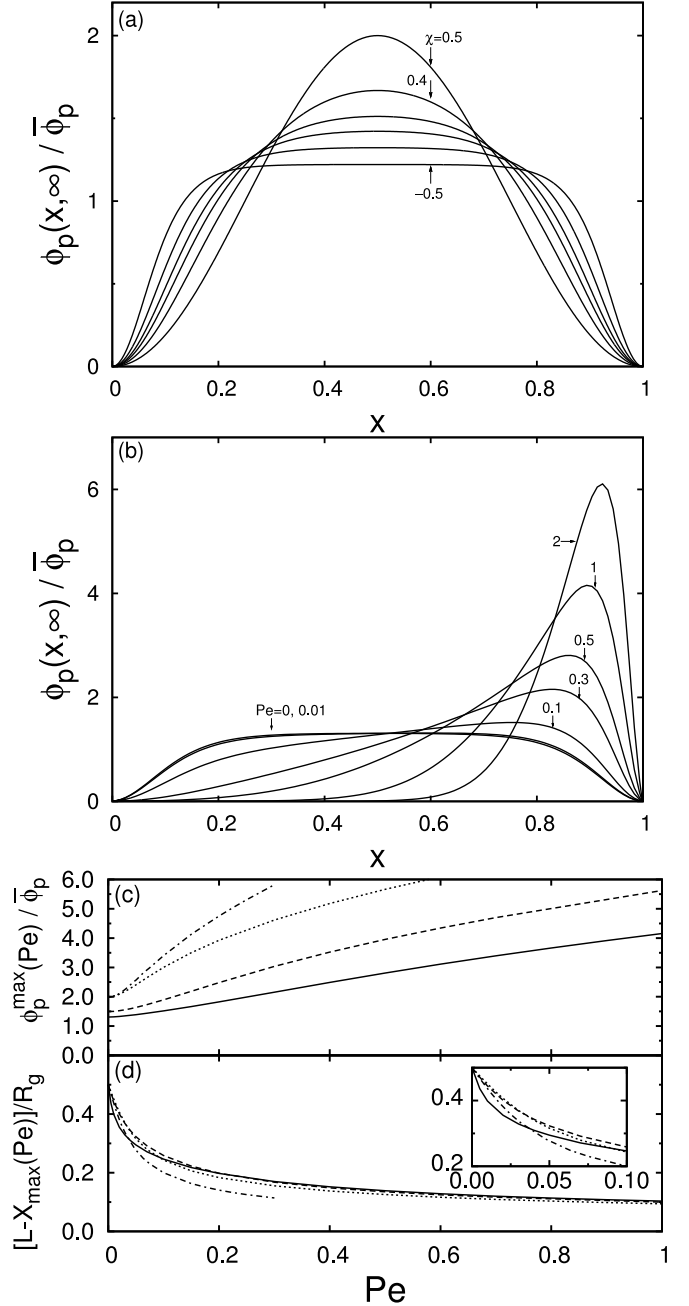 (a)
2
χ=0.5
0.4
1
−0.5
0
ϕp(x,∞) / ϕ̅p
0 0.2 0.4 0.6 0.8 1
x
(b)
6
2
1
4
0.5
0.3
Pe=0, 0.01
0.1
2
0
ϕp(x,∞) / ϕ̅p
0 0.2 0.4 0.6 0.8 1
x
(c)
6.0
5.0
4.0
3.0
2.0
1.0
0.0
ϕp^max(Pe) / ϕ̅p
(d)
0.4
0.2
0.0
[L-Xmax(Pe)]/Rg
0.4
0.2
0.00 0.05 0.10
0 0.2 0.4 0.6 0.8 1
Pe